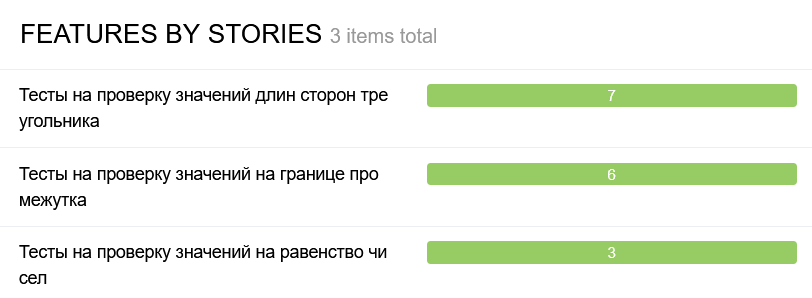 FEATURES BY STORIES 3 items total
Тесты на проверку значений длин сторон тре
угольника
7
Тесты на проверку значений на границе про
межутка
6
Тесты на проверку значений на равенство чи
сел
3